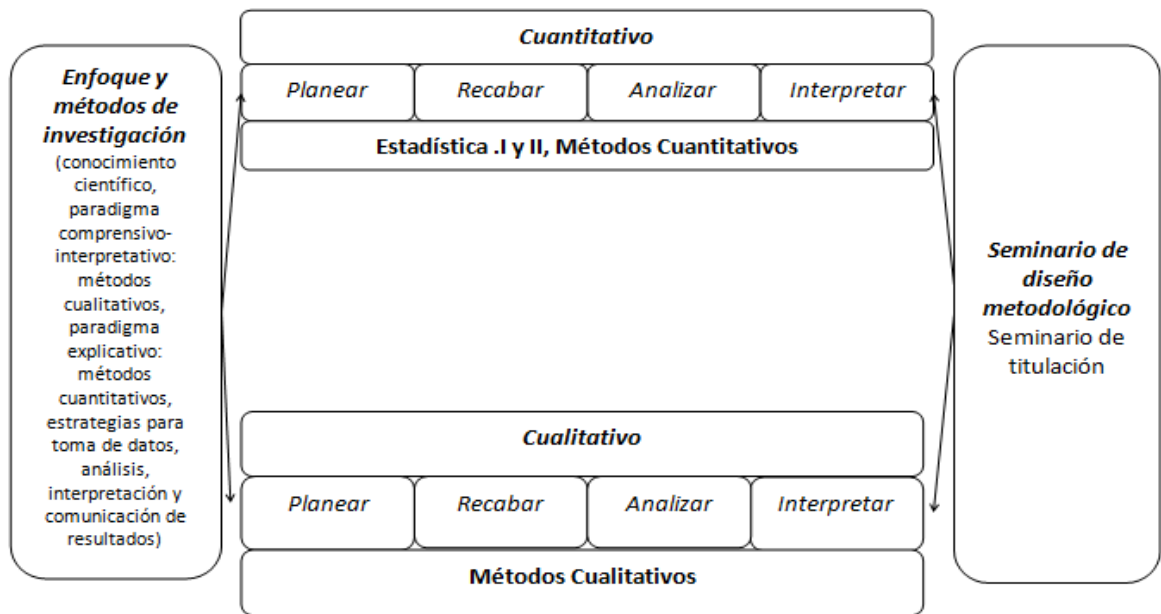 Enfoque y
métodos de
investigación
(conocimiento
científico,
paradigma
comprensivo-
interpretativo:
métodos
cualitativos,
paradigma
explicativo:
métodos
cuantitativos,
estrategias para
toma de datos,
análisis,
interpretación y
comunicación de
resultados)
Cuantitativo
Planear Recabar Analizar Interpretar
Estadística .I y II, Métodos Cuantitativos
Cualitativo
Planear Recabar Analizar Interpretar
Métodos Cualitativos
Seminario de
diseño
metodológico
Seminario de
titulación